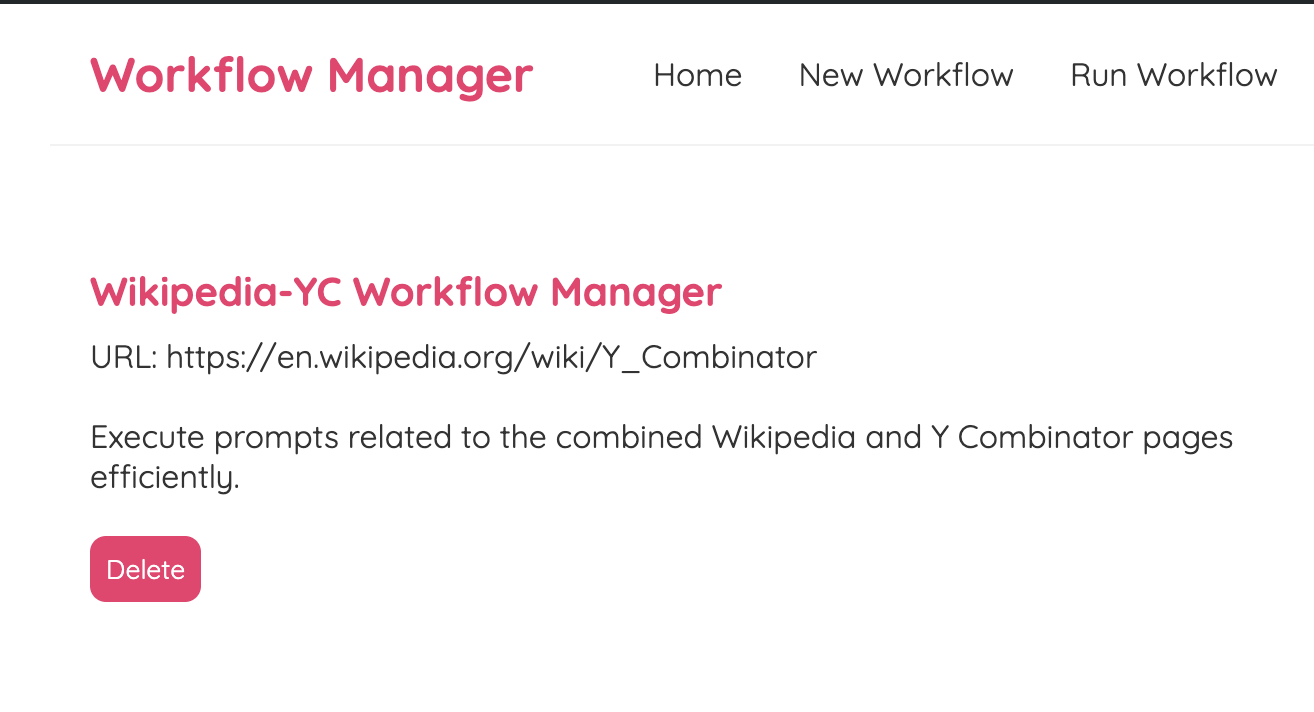 Workflow Manager Home New Workflow Run Workflow
Wikipedia-YC Workflow Manager
URL: https://en.wikipedia.org/wiki/Y_Combinator
Execute prompts related to the combined Wikipedia and Y Combinator pages
efficiently.
Delete